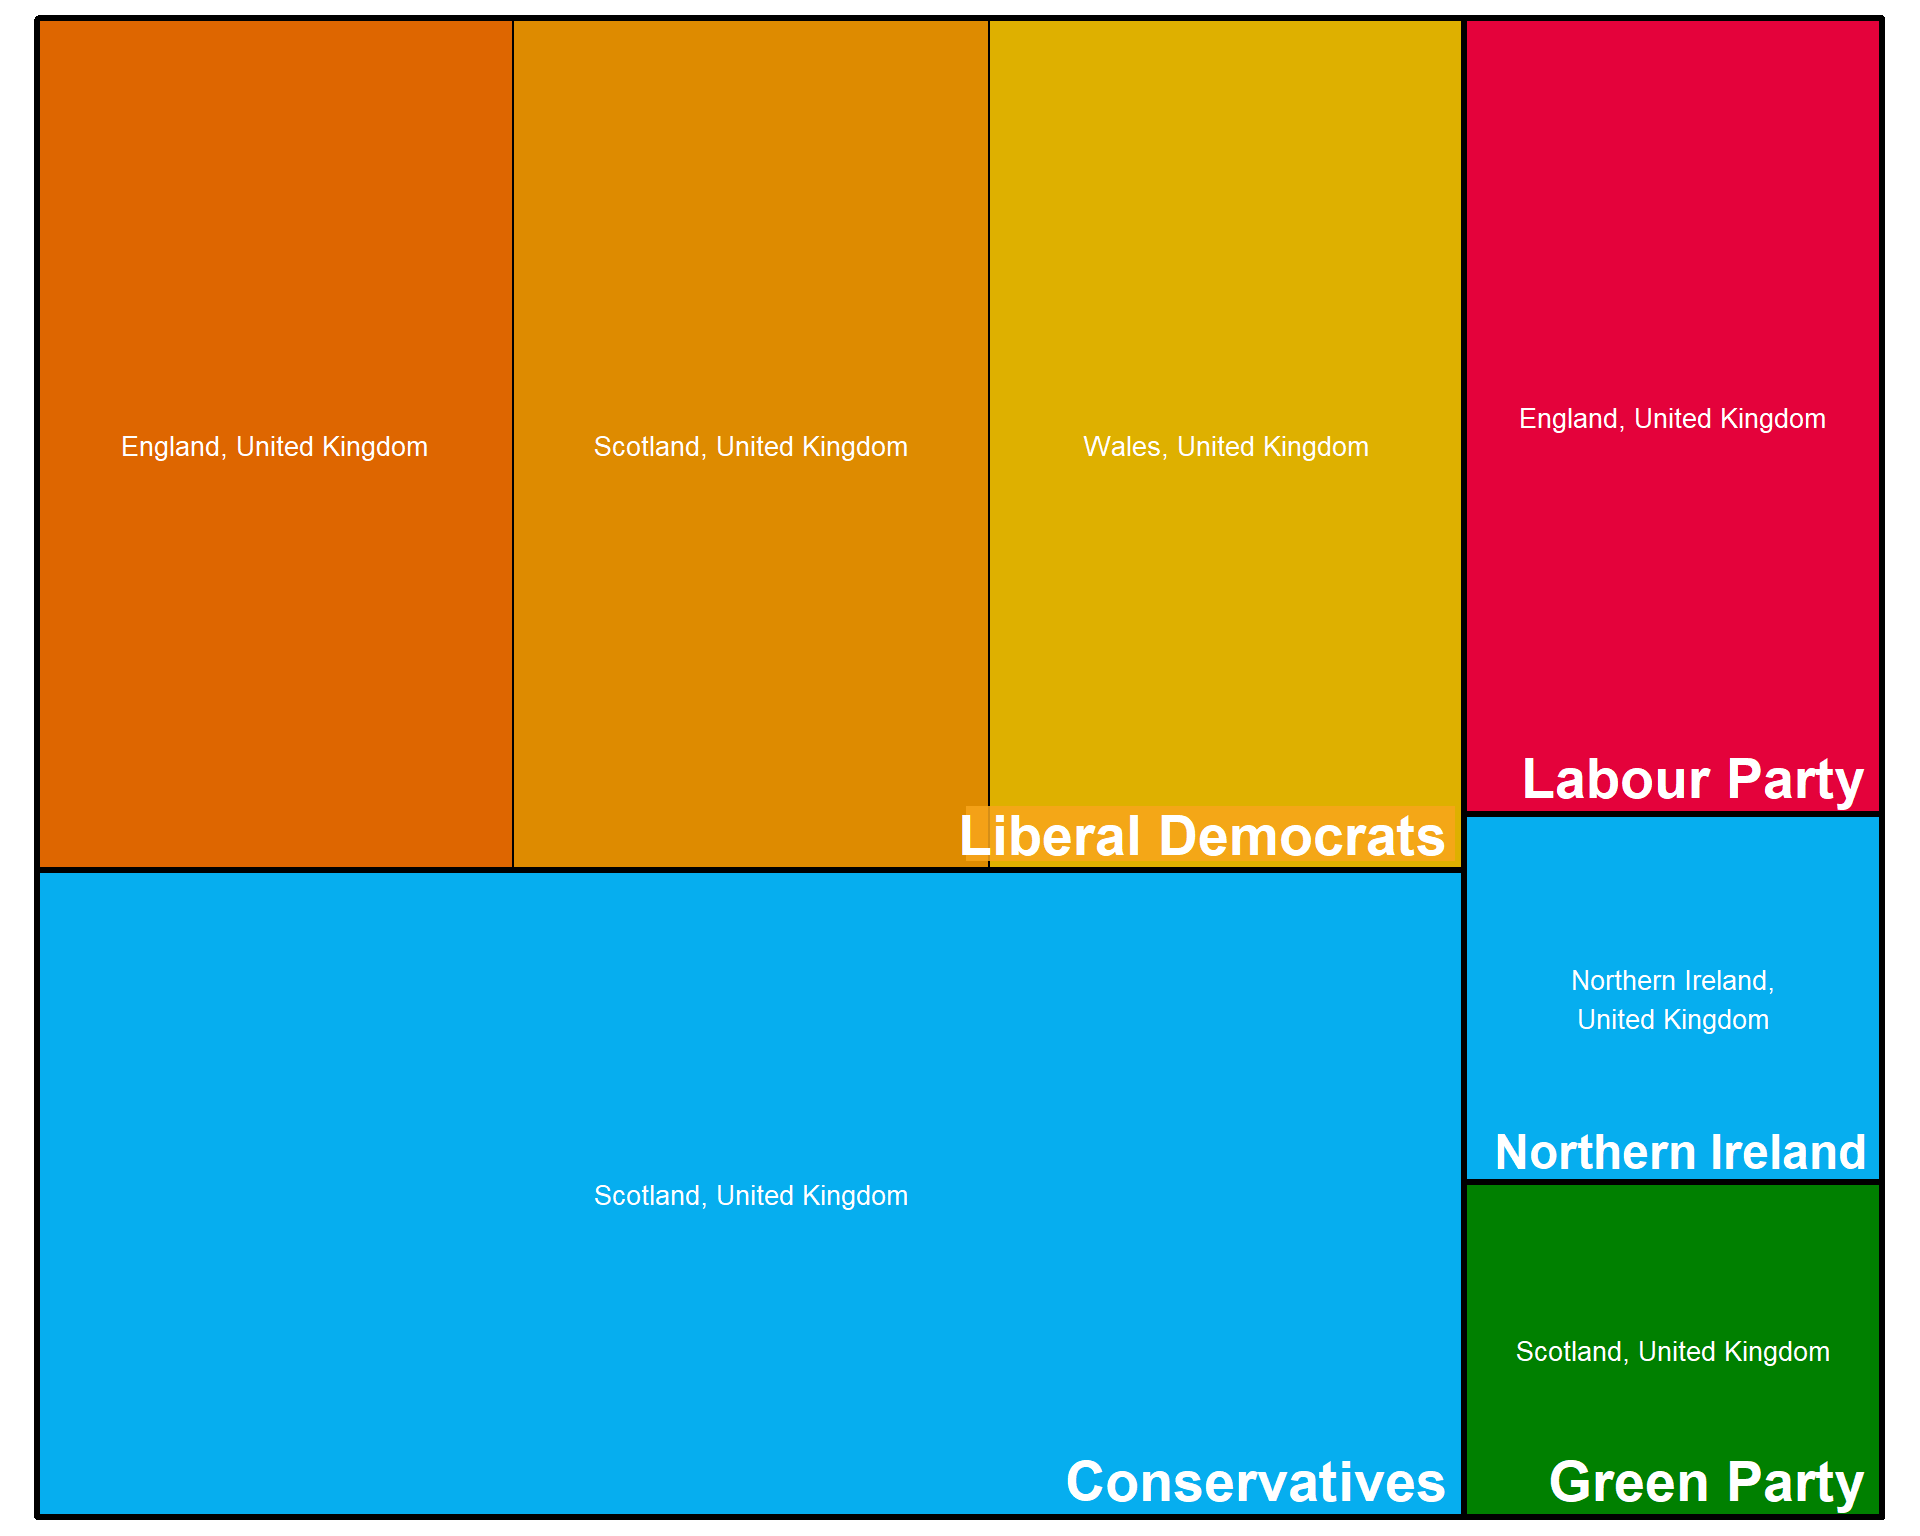 England, United Kingdom
Scotland, United Kingdom
Wales, United Kingdom
Liberal Democrats
England, United Kingdom
Labour Party
Scotland, United Kingdom
Conservatives
Northern Ireland,
United Kingdom
Northern Ireland
Scotland, United Kingdom
Green Party